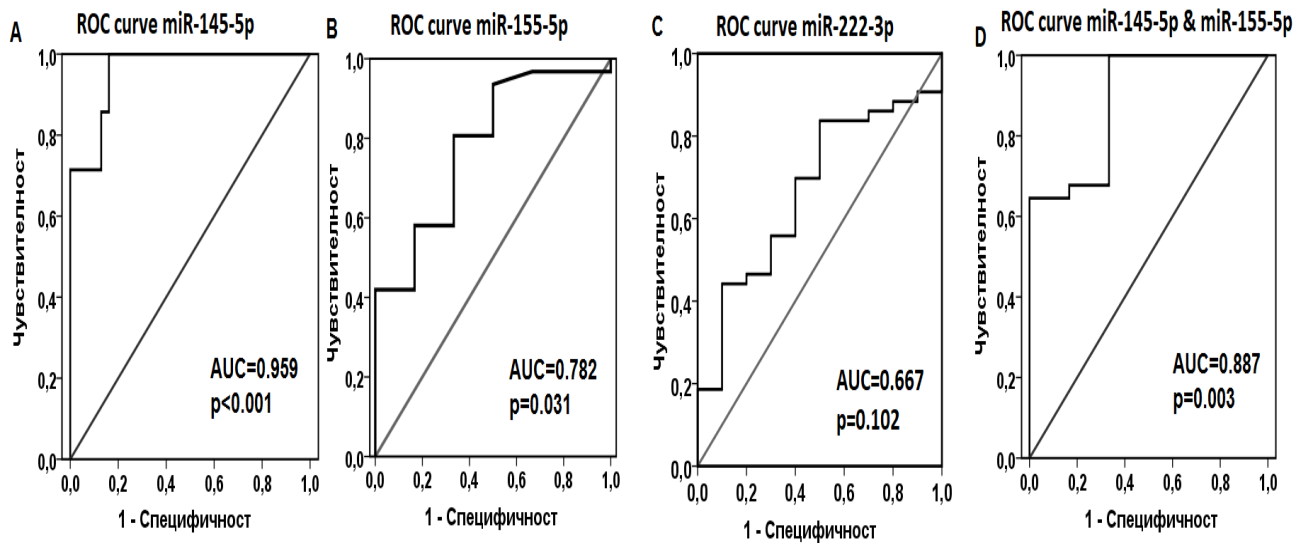 A
ROC curve miR-145-5p
1,0
0,8
0,6
0,4
0,2
0,0
Чувствителност
AUC=0.959
p<0.001
0,0 0,2 0,4 0,6 0,8 1,0
1 - Специфичност
B
ROC curve miR-155-5p
1,0
0,8
0,6
0,4
0,2
0,0
Чувствителност
AUC=0.782
p=0.031
0,0 0,2 0,4 0,6 0,8 1,0
1 - Специфичност
C
ROC curve miR-222-3p
1,0
0,8
0,6
0,4
0,2
0,0
Чувствителност
AUC=0.667
p=0.102
0,0 0,2 0,4 0,6 0,8 1,0
1 - Специфичност
D
ROC curve miR-145-5p & miR-155-5p
1,0
0,8
0,6
0,4
0,2
0,0
Чувствителност
AUC=0.887
p=0.003
0,0 0,2 0,4 0,6 0,8 1,0
1 - Специфичност